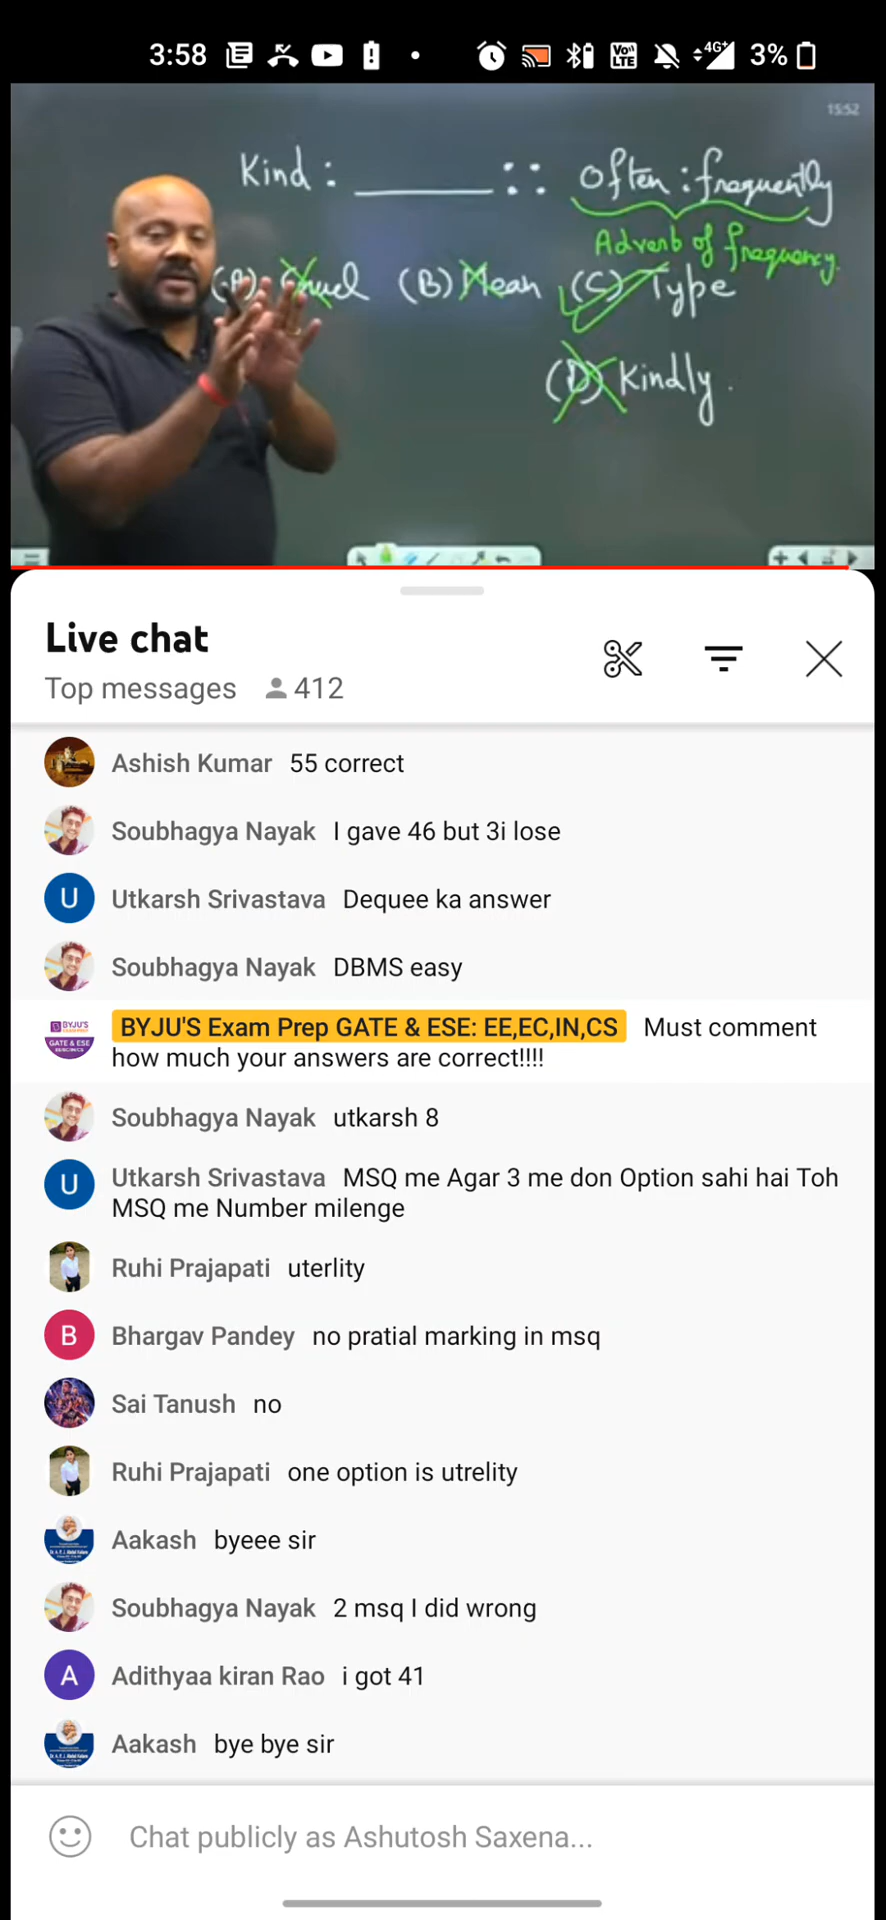 3:58 Vo)) LTE 4G+ 3%
15:52
Kind : ______ :: often : frequently
Adverb of frequency.
(A) Cruel (B) Mean (C) Type
(D) Kindly.
Live chat
Top messages 412
Ashish Kumar 55 correct
Soubhagya Nayak I gave 46 but 3i lose
U Utkarsh Srivastava Dequee ka answer
Soubhagya Nayak DBMS easy
BYJU'S Exam Prep GATE & ESE: EE,EC,IN,CS Must comment
how much your answers are correct!!!!
Soubhagya Nayak utkarsh 8
U Utkarsh Srivastava MSQ me Agar 3 me don Option sahi hai Toh
MSQ me Number milenge
Ruhi Prajapati uterlity
B Bhargav Pandey no pratial marking in msq
Sai Tanush no
Ruhi Prajapati one option is utrelity
Aakash byeee sir
Soubhagya Nayak 2 msq I did wrong
A Adithyaa kiran Rao i got 41
Aakash bye bye sir
Chat publicly as Ashutosh Saxena...